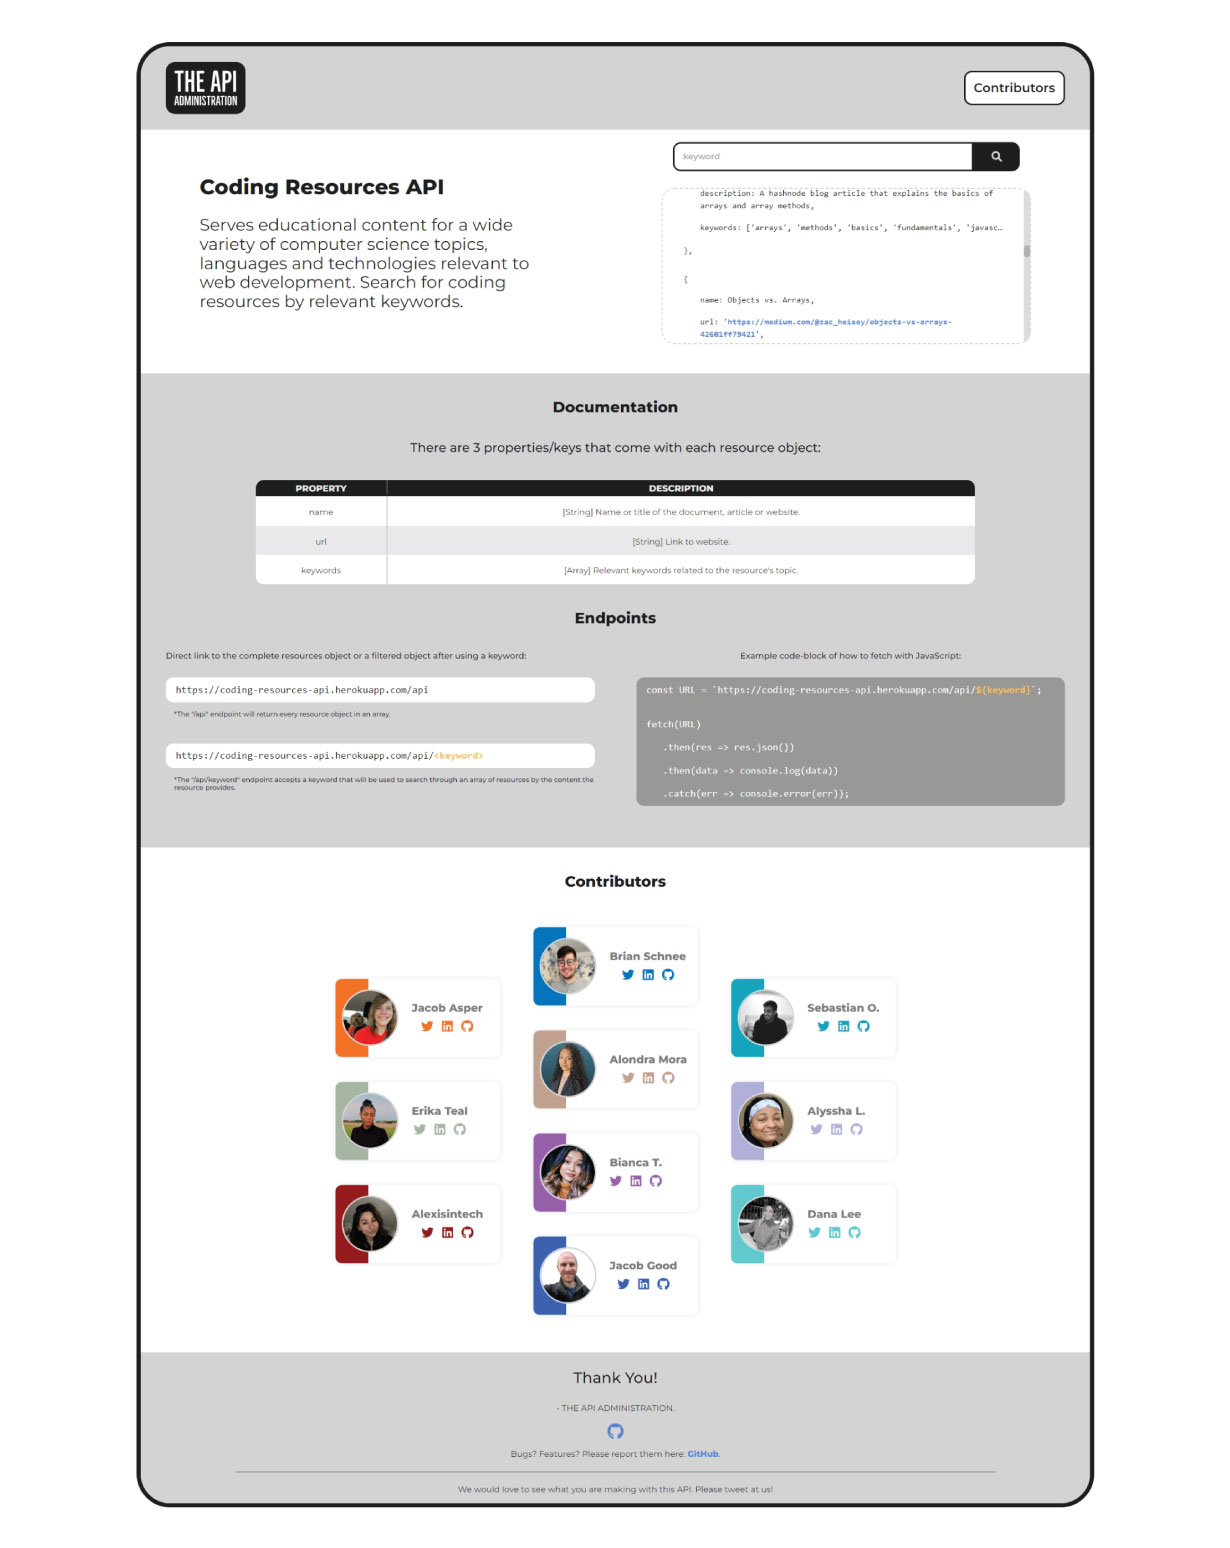 THE API
ADMINISTRATION
Contributors
Coding Resources API
Serves educational content for a wide
variety of computer science topics,
languages and technologies relevant to
web development. Search for coding
resources by relevant keywords.
keyword
description: A hashnode blog article that explains the basics of
arrays and array methods,
keywords: ['arrays', 'methods', 'basics', 'fundamentals', 'javasc…
},
{
name: Objects vs. Arrays,
url: 'https://medium.com/@zac_heisey/objects-vs-arrays-
42601ff79421',
Documentation
There are 3 properties/keys that come with each resource object:
PROPERTY DESCRIPTION
name [String] Name or title of the document, article or website.
url [String] Link to website.
keywords [Array] Relevant keywords related to the resource's topic.
Endpoints
Direct link to the complete resources object or a filtered object after using a keyword:
https://coding-resources-api.herokuapp.com/api
*The "/api" endpoint will return every resource object in an array.
https://coding-resources-api.herokuapp.com/api/<keyword>
*The "/api/keyword" endpoint accepts a keyword that will be used to search through an array of resources by the content the
resource provides.
Example code-block of how to fetch with JavaScript:
const URL = `https://coding-resources-api.herokuapp.com/api/${keyword}`;
fetch(URL)
.then(res => res.json())
.then(data => console.log(data))
.catch(err => console.error(err));
Contributors
Jacob Asper
Erika Teal
Alexisintech
Brian Schnee
Alondra Mora
Bianca T.
Jacob Good
Sebastian O.
Alyssha L.
Dana Lee
Thank You!
- THE API ADMINISTRATION.
Bugs? Features? Please report them here: GitHub.
We would love to see what you are making with this API. Please tweet at us!